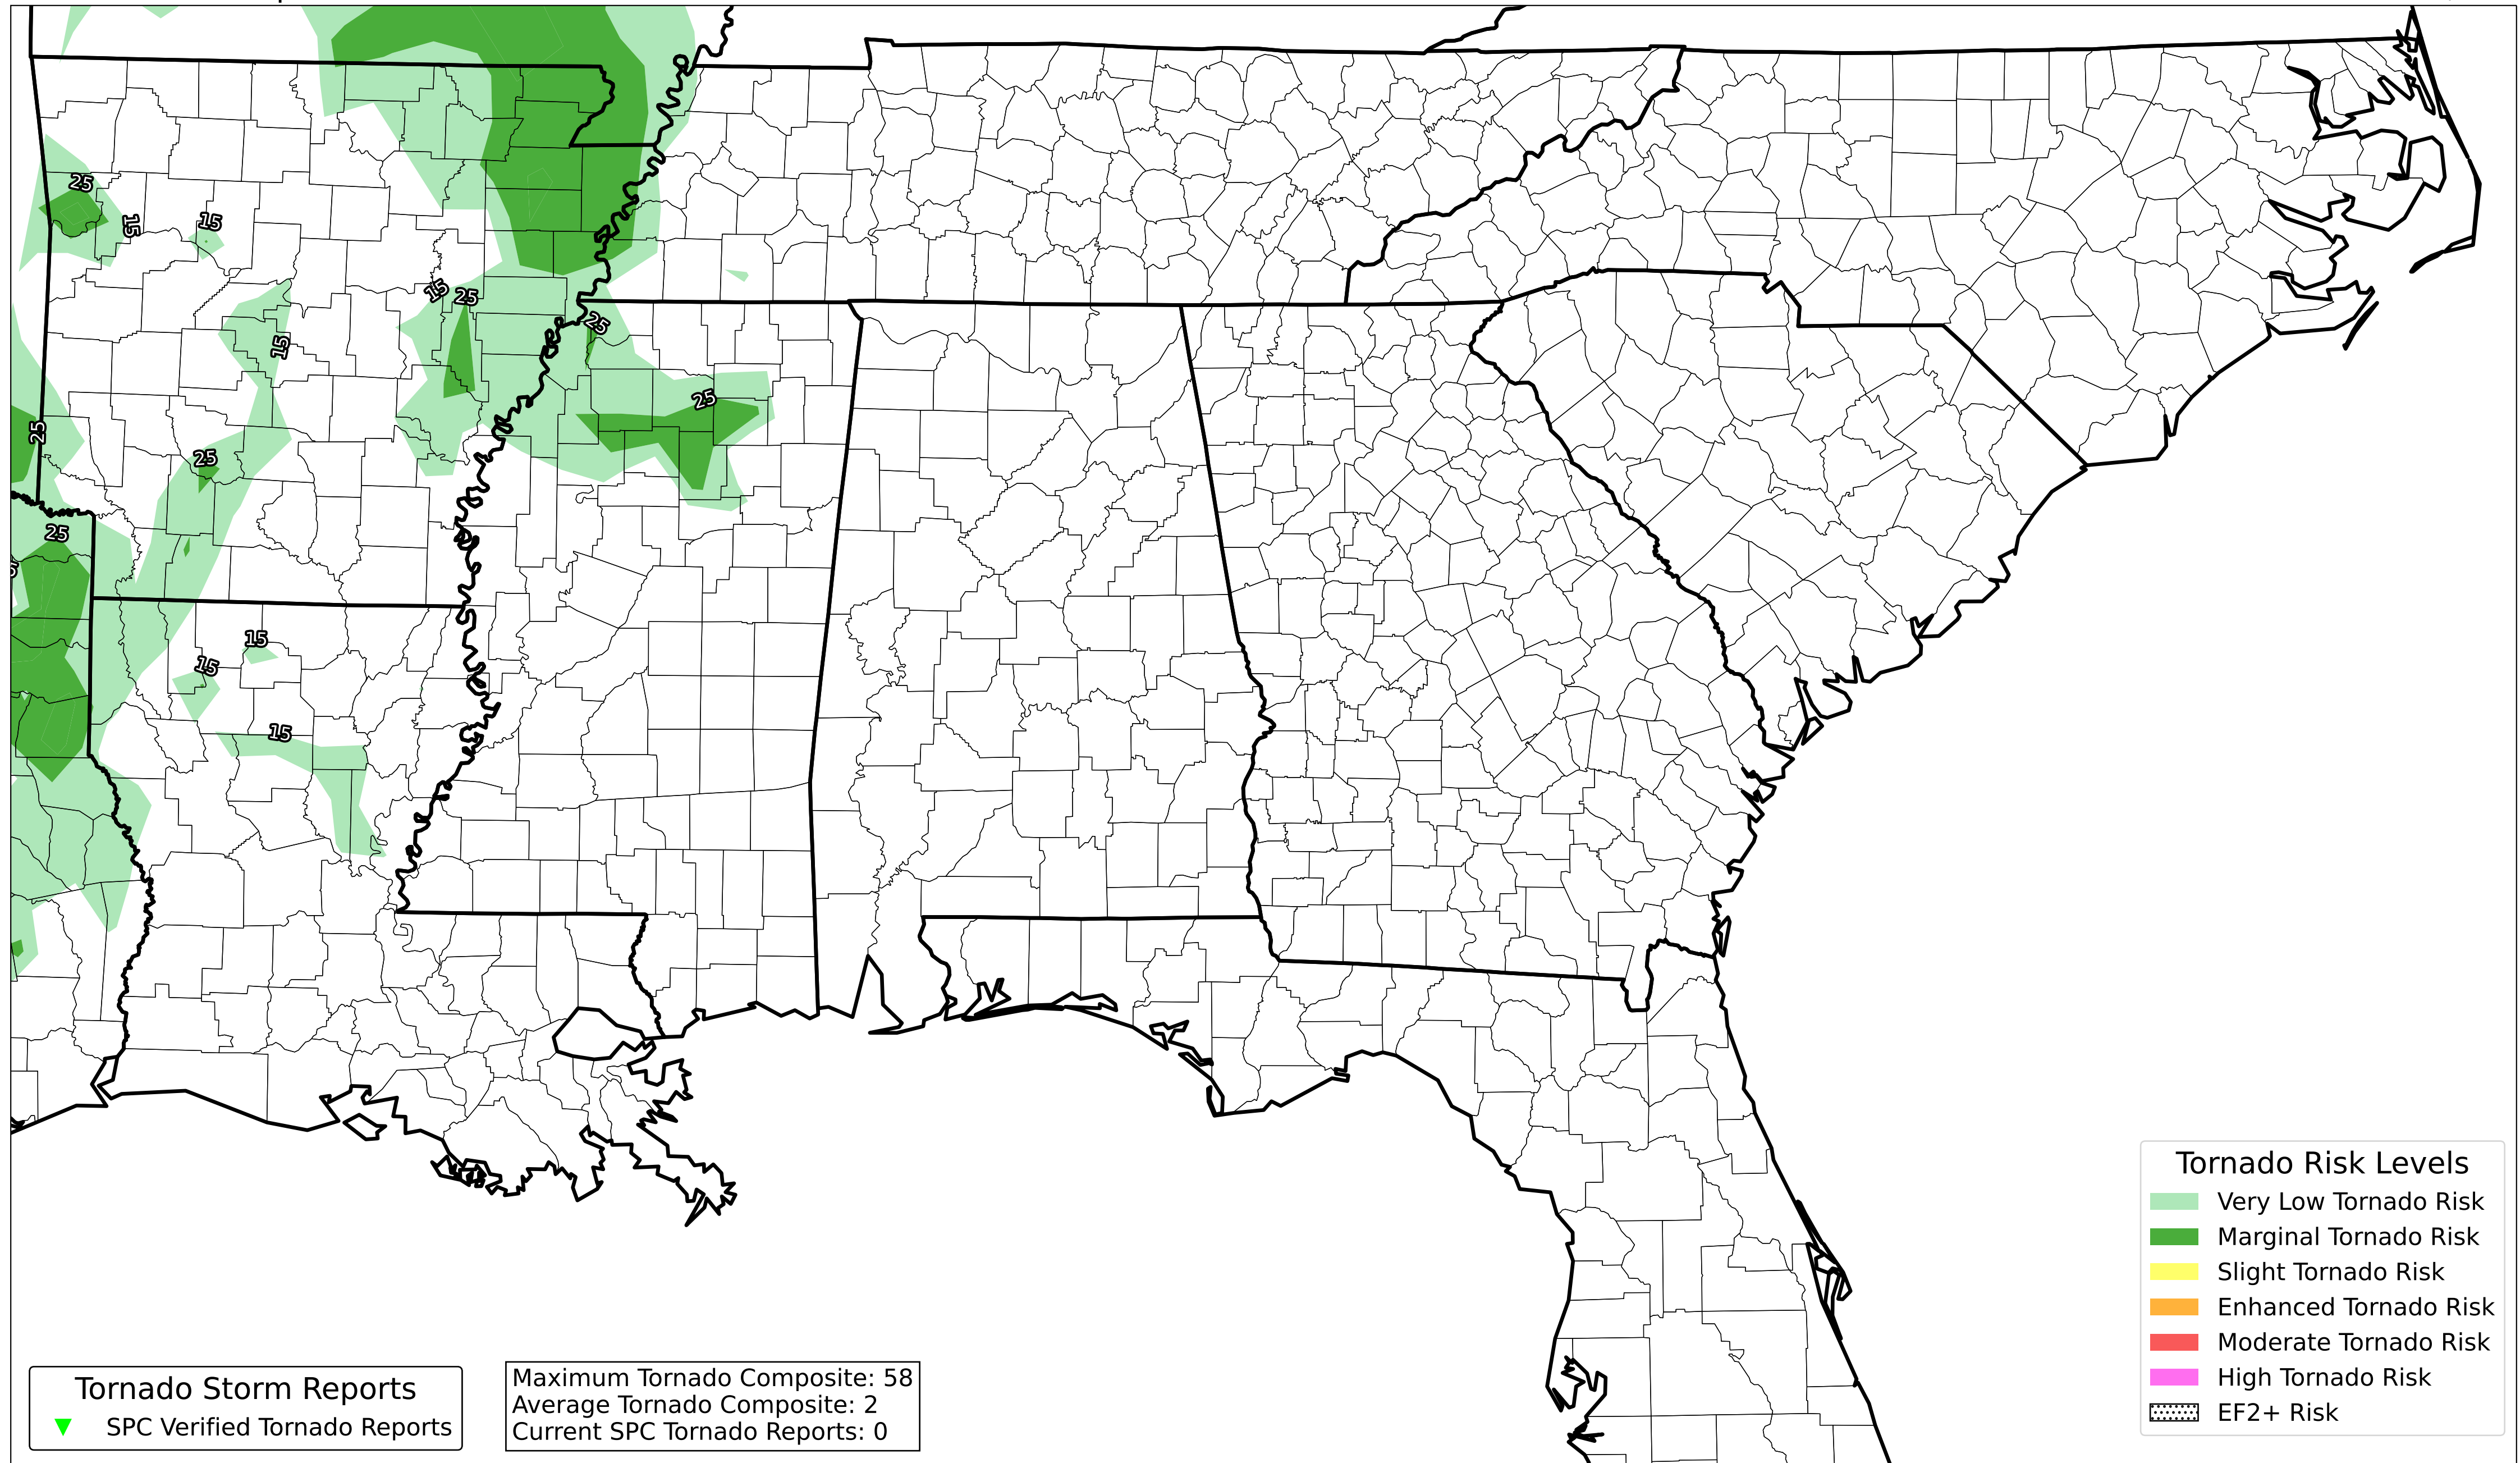 25
15
15
15
25
25
15
25
25
25
25
15
15
15
Tornado Risk Levels
Very Low Tornado Risk
Marginal Tornado Risk
Slight Tornado Risk
Enhanced Tornado Risk
Moderate Tornado Risk
High Tornado Risk
EF2+ Risk
Tornado Storm Reports
SPC Verified Tornado Reports
Maximum Tornado Composite: 58
Average Tornado Composite: 2
Current SPC Tornado Reports: 0